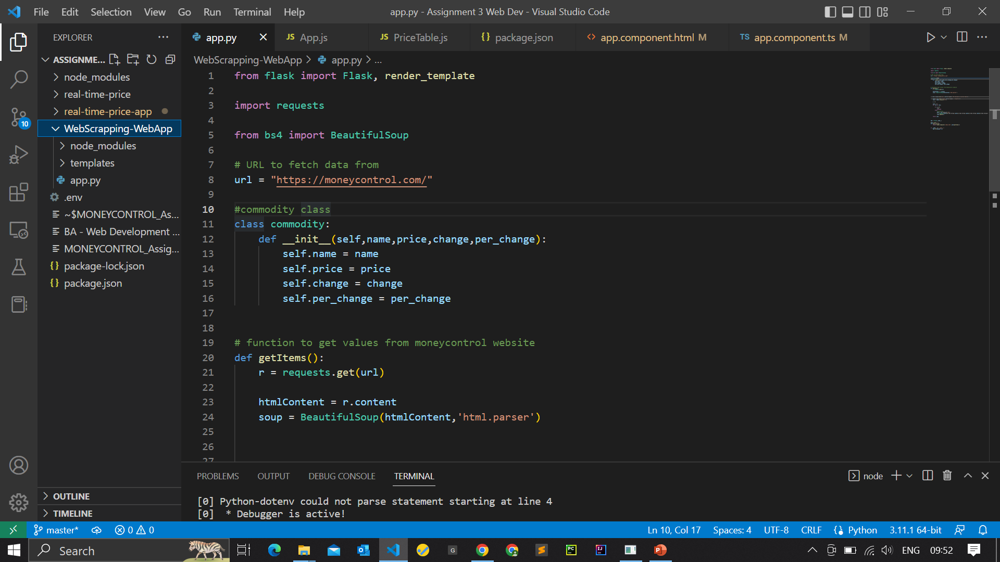 File Edit Selection View Go Run Terminal Help
app.py - Assignment 3 Web Dev - Visual Studio Code
EXPLORER
ASSIGNME...
node_modules
real-time-price
real-time-price-app
WebScrapping-WebApp
node_modules
templates
app.py
.env
~$MONEYCONTROL_As...
BA - Web Development ...
MONEYCONTROL_Assig...
package-lock.json
package.json
OUTLINE
TIMELINE
10
app.py
JS App.js
JS PriceTable.js
{} package.json
<> app.component.html M
TS app.component.ts M
WebScrapping-WebApp > app.py > ...
1 from flask import Flask, render_template
2
3 import requests
4
5 from bs4 import BeautifulSoup
6
7 # URL to fetch data from
8 url = "https://moneycontrol.com/"
9
10 #commodity class
11 class commodity:
12 def __init__(self,name,price,change,per_change):
13 self.name = name
14 self.price = price
15 self.change = change
16 self.per_change = per_change
17
18
19 # function to get values from moneycontrol website
20 def getItems():
21 r = requests.get(url)
22
23 htmlContent = r.content
24 soup = BeautifulSoup(htmlContent,'html.parser')
25
26
27
PROBLEMS OUTPUT DEBUG CONSOLE TERMINAL
node
[0] Python-dotenv could not parse statement starting at line 4
[0] * Debugger is active!
master* 0 0
Ln 10, Col 17 Spaces: 4 UTF-8 CRLF Python 3.11.1 64-bit
Search
ENG 09:52